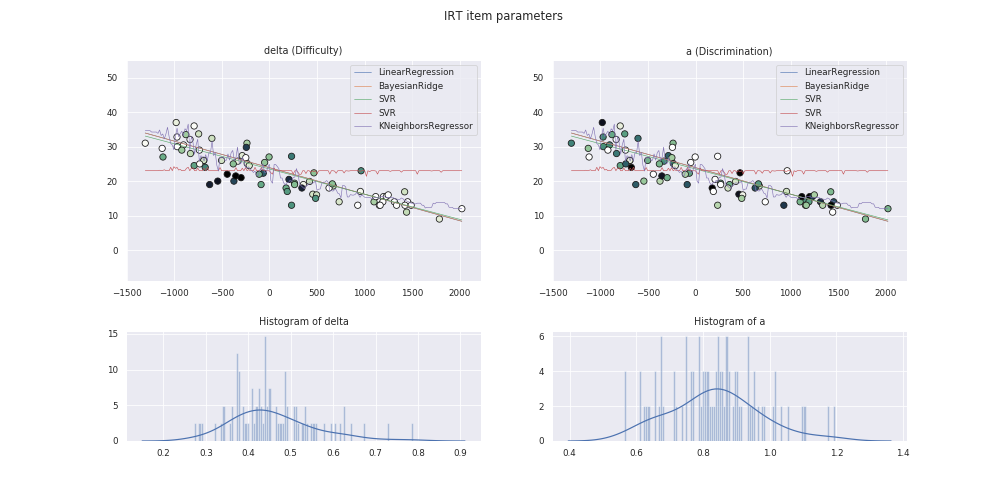 IRT item parameters
delta (Difficulty)
50
40
30
20
10
0
−1500 −1000 −500 0 500 1000 1500 2000
LinearRegression
BayesianRidge
SVR
SVR
KNeighborsRegressor
a (Discrimination)
50
40
30
20
10
0
−1500 −1000 −500 0 500 1000 1500 2000
LinearRegression
BayesianRidge
SVR
SVR
KNeighborsRegressor
Histogram of delta
15
10
5
0
0.2 0.3 0.4 0.5 0.6 0.7 0.8 0.9
Histogram of a
6
4
2
0
0.4 0.6 0.8 1.0 1.2 1.4